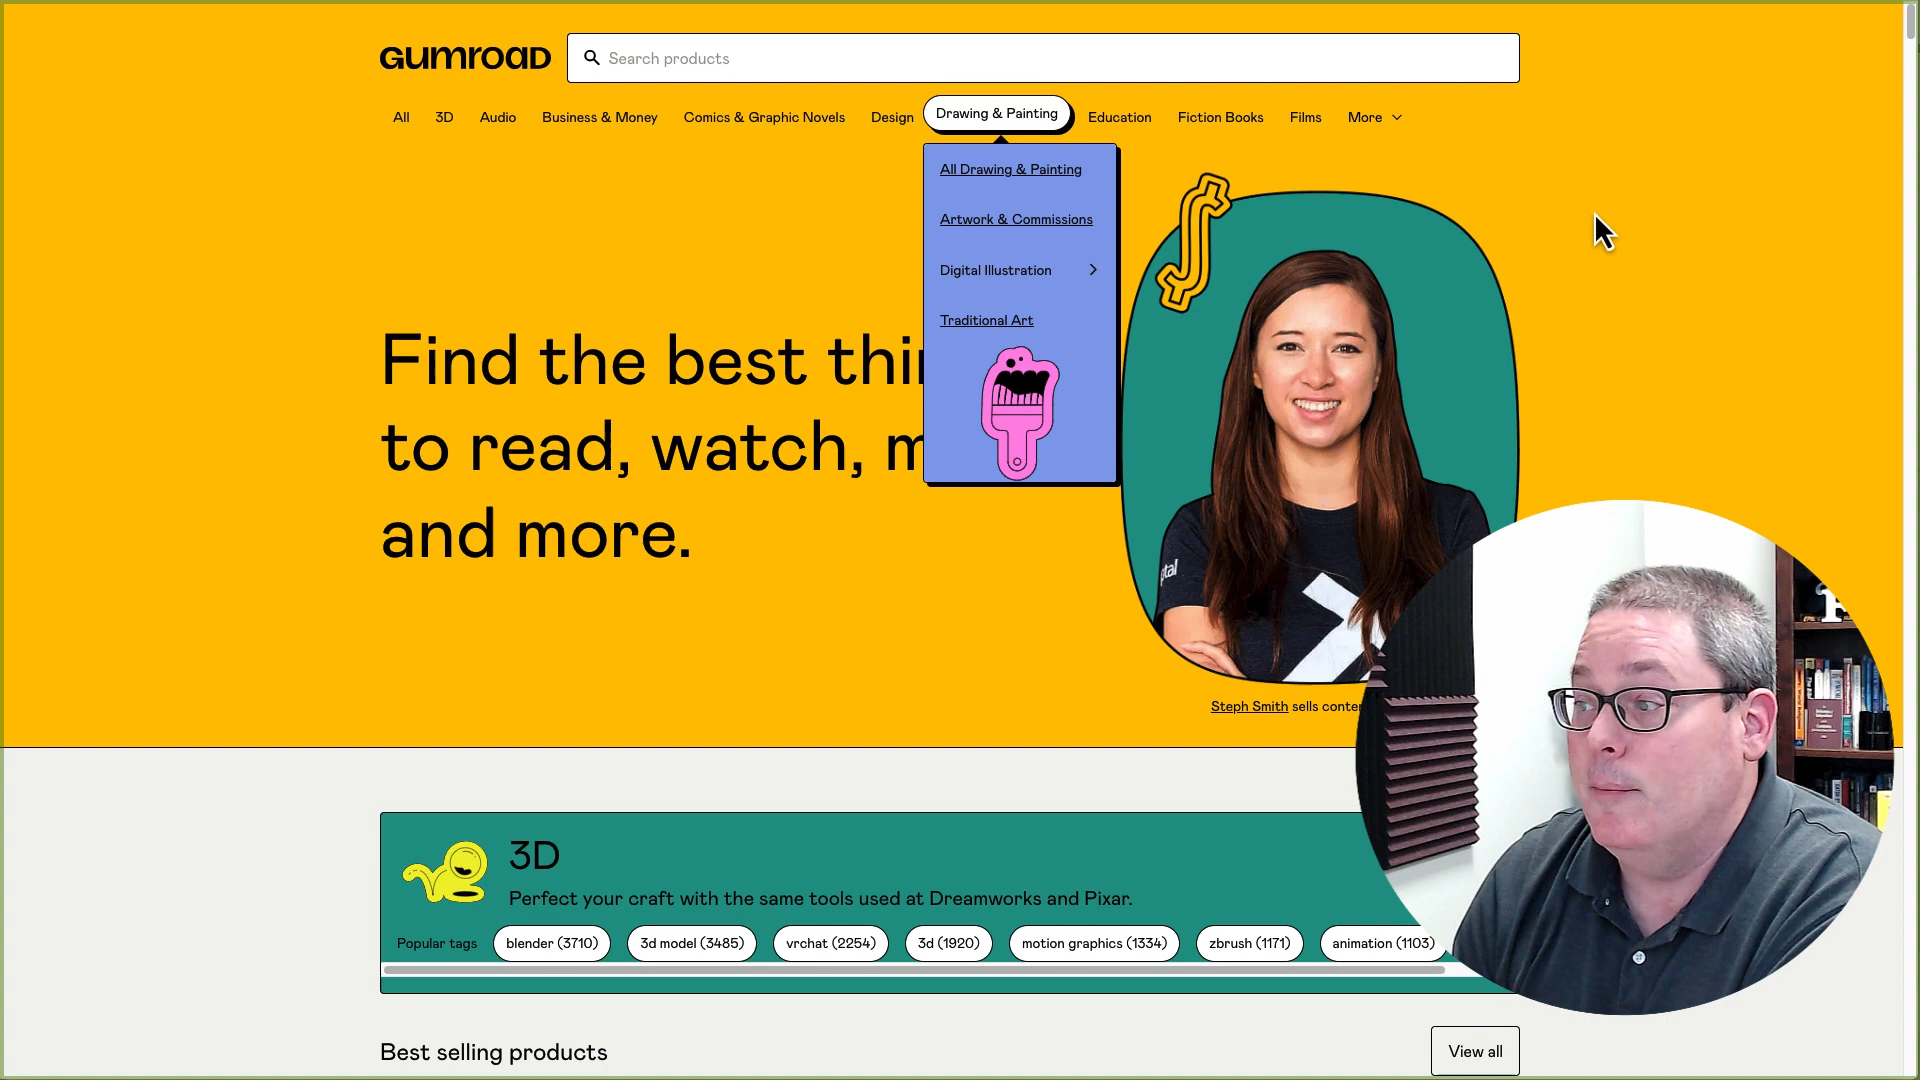 GUMROAD
Search products
All 3D Audio Business & Money Comics & Graphic Novels Design Drawing & Painting Education Fiction Books Films More
All Drawing & Painting
Artwork & Commissions
Digital Illustration
Traditional Art
Find the best thin
to read, watch, m
and more.
Steph Smith sells conten
3D
Perfect your craft with the same tools used at Dreamworks and Pixar.
Popular tags blender (3710) 3d model (3485) vrchat (2254) 3d (1920) motion graphics (1334) zbrush (1171) animation (1103)
Best selling products
View all